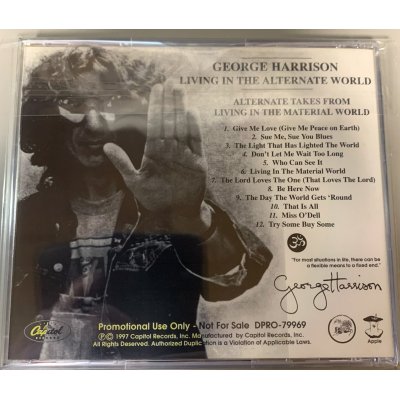 GEORGE HARRISON
LIVING IN THE ALTERNATE WORLD
ALTERNATE TAKES FROM
LIVING IN THE MATERIAL WORLD
1. Give Me Love (Give Me Peace on Earth)
2. Sue Me, Sue You Blues
3. The Light That Has Lighted The World
4. Don't Let Me Wait Too Long
5. Who Can See It
6. Living In The Material World
7. The Lord Loves The One (That Loves The Lord)
8. Be Here Now
9. The Day The World Gets 'Round
10. That Is All
11. Miss O'Dell
12. Try Some Buy Some
ॐ
"For most situations in life, there can be
a flexible means to a fixed end."
George Harrison
Capitol
Promotional Use Only - Not For Sale DPRO-79969
℗© 1997 Capitol Records, Inc. Manufactured by Capitol Records, Inc.
All Rights Reserved. Authorized Duplication is a Violation of Applicable Laws.
Apple